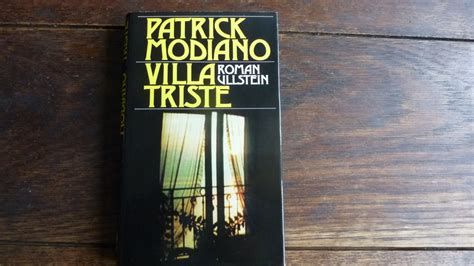 PATRICK
MODIANO
VILLA ROMAN
TRISTE ULLSTEIN